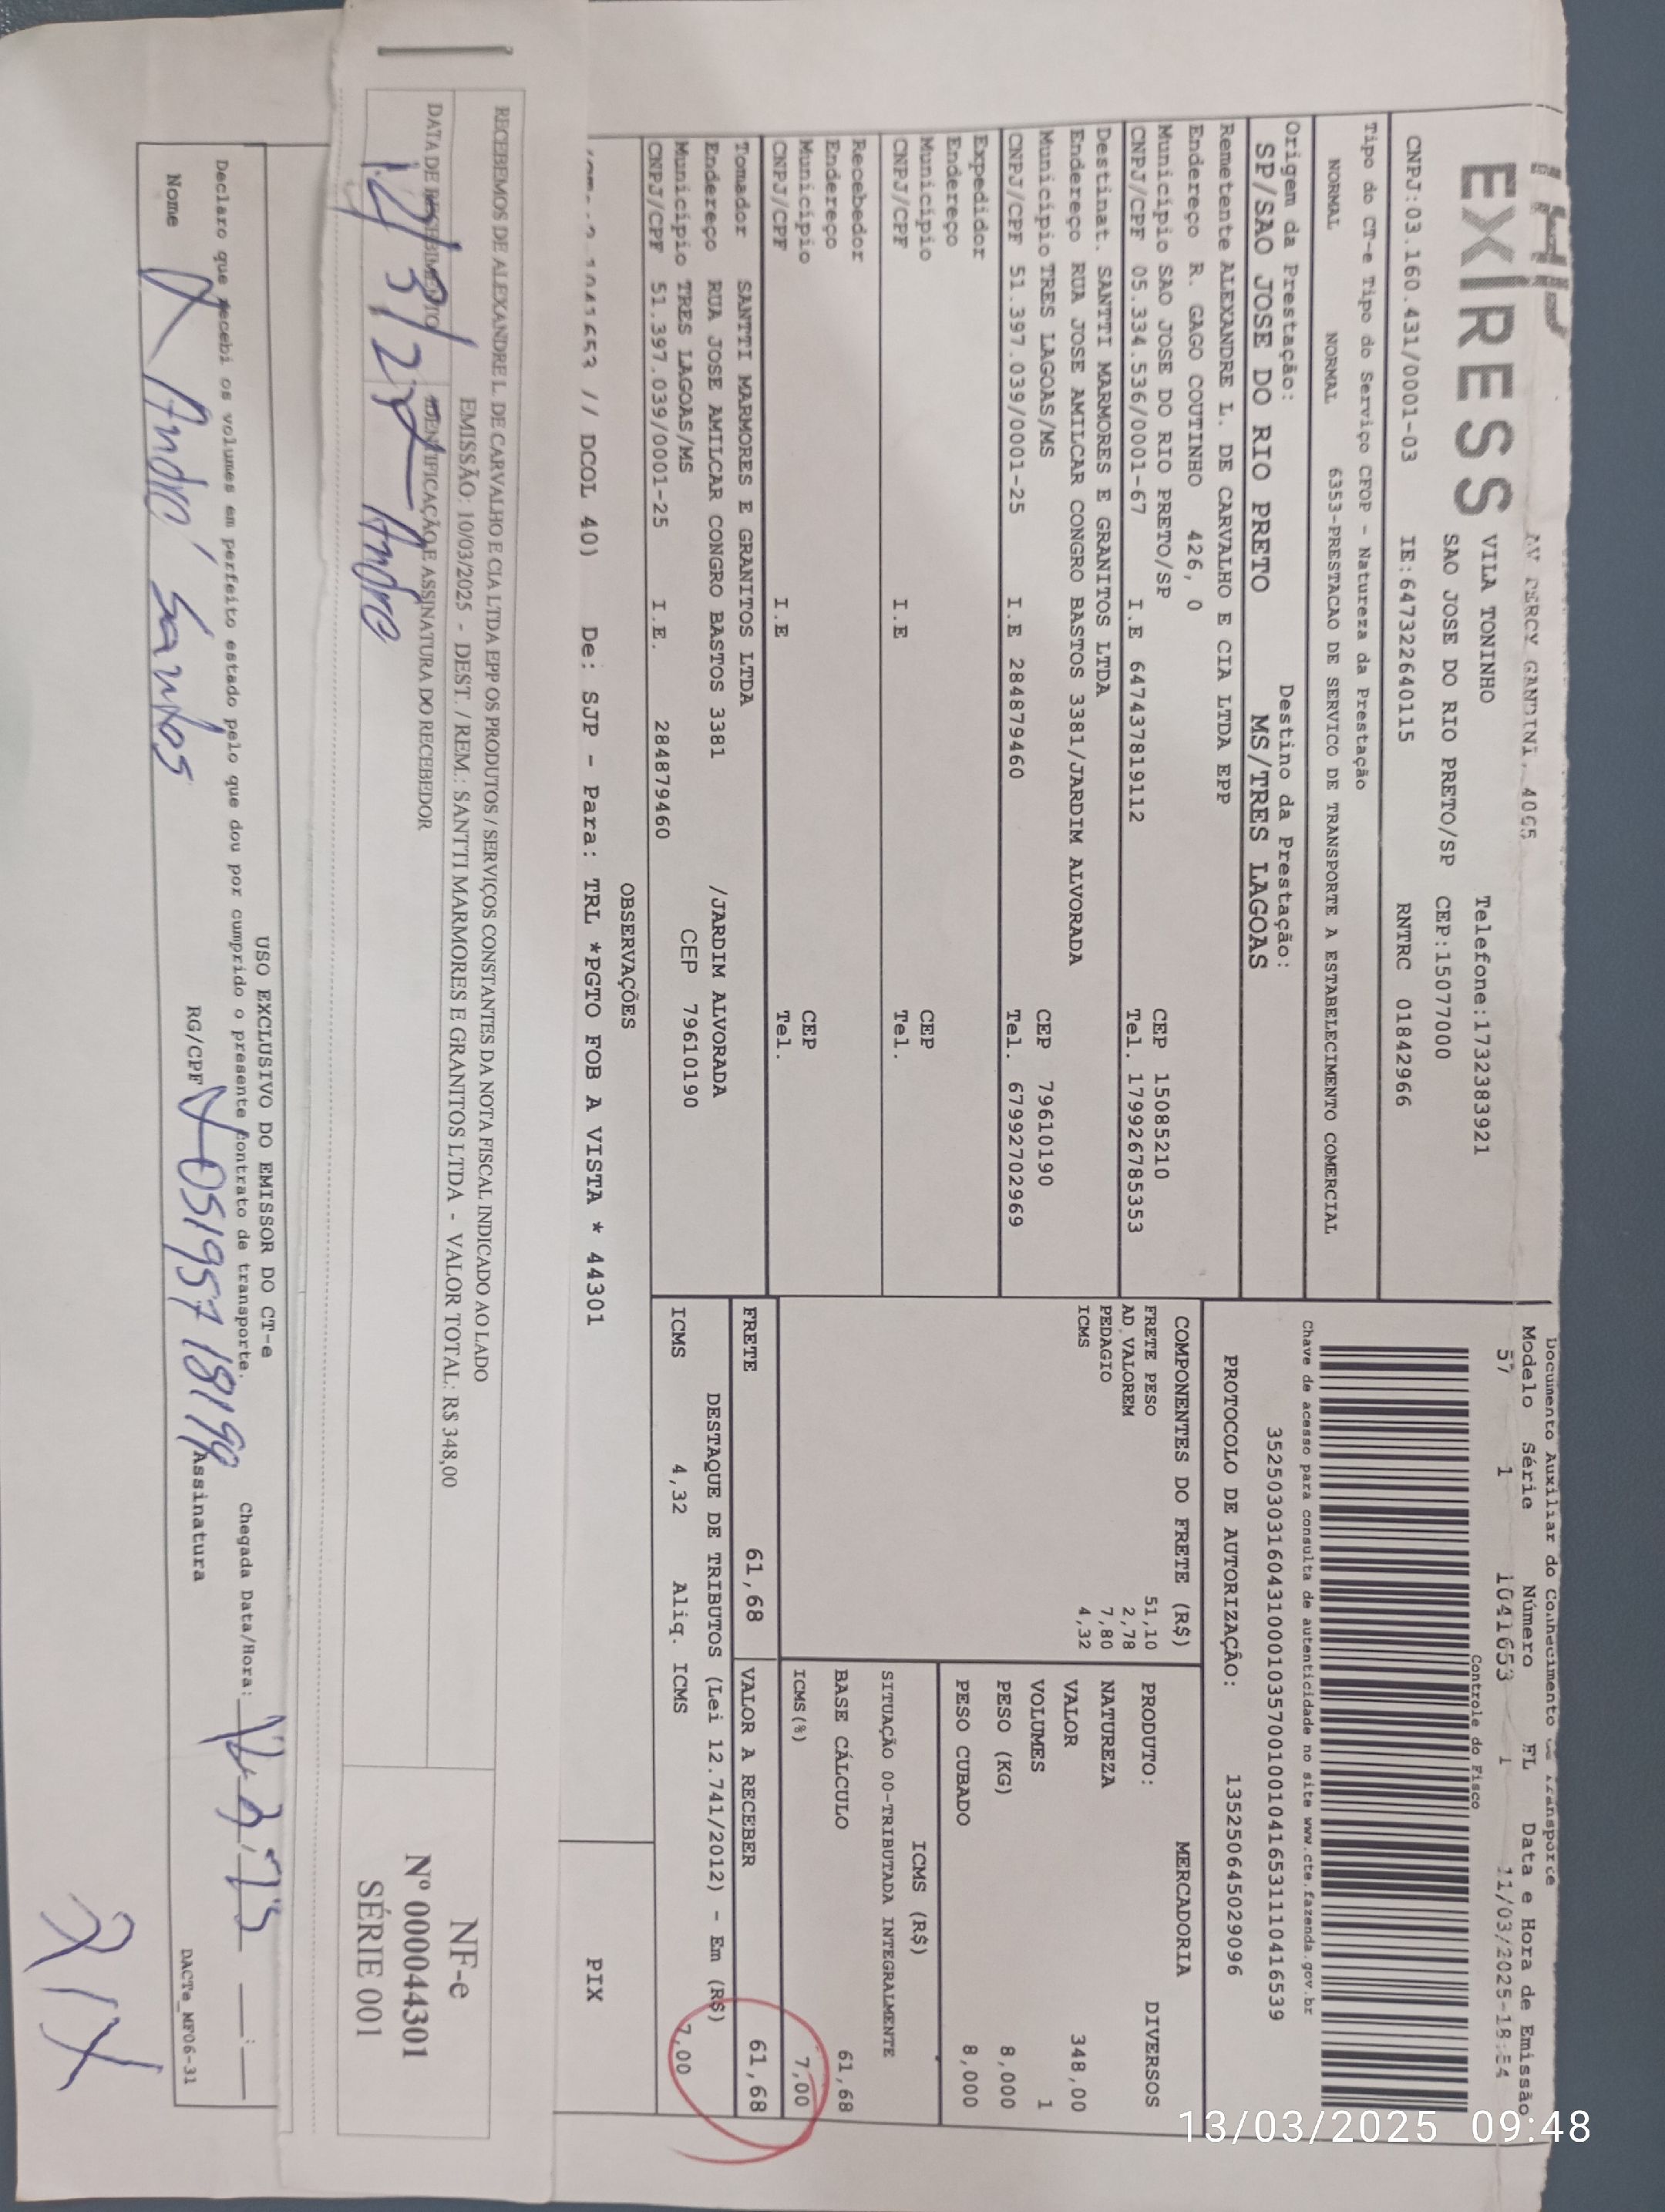 EXPRESS
AV PERCY GANDINI, 4065
VILA TONINHO
Telefone:1732383921
SAO JOSE DO RIO PRETO/SP CEP:15077000
CNPJ:03.160.431/0001-03 IE:647322640115 RNTRC 01842966
Tipo do CT-e Tipo do Serviço CFOP - Natureza da Prestação
NORMAL NORMAL 6353-PRESTACAO DE SERVICO DE TRANSPORTE A ESTABELECIMENTO COMERCIAL
Origem da Prestação: Destino da Prestação:
SP/SAO JOSE DO RIO PRETO MS/TRES LAGOAS
Documento Auxiliar do Conhecimento de Transporte
Modelo Série Número FL Data e Hora de Emissão
57 1 1041653 1 11/03/2025-18:54
Controle do Fisco
Chave de acesso para consulta de autenticidade no site www.cte.fazenda.gov.br
35250303160431000103570010010416531110416539
PROTOCOLO DE AUTORIZAÇÃO: 135250645029096
Remetente ALEXANDRE L. DE CARVALHO E CIA LTDA EPP
Endereço R. GAGO COUTINHO 426, 0
Município SAO JOSE DO RIO PRETO/SP CEP 15085210
CNPJ/CPF 05.334.536/0001-67 I.E 647437819112 Tel. 179926785353
Destinat. SANTTI MARMORES E GRANITOS LTDA
Endereço RUA JOSE AMILCAR CONGRO BASTOS 3381/JARDIM ALVORADA
Município TRES LAGOAS/MS CEP 79610190
CNPJ/CPF 51.397.039/0001-25 I.E 284879460 Tel. 67992702969
Expedidor
Endereço
Município CEP
CNPJ/CPF I.E Tel.
Recebedor
Endereço
Município CEP
CNPJ/CPF I.E Tel.
Tomador SANTTI MARMORES E GRANITOS LTDA
Endereço RUA JOSE AMILCAR CONGRO BASTOS 3381 /JARDIM ALVORADA
Município TRES LAGOAS/MS CEP 79610190
CNPJ/CPF 51.397.039/0001-25 I.E. 284879460
COMPONENTES DO FRETE (R$)
FRETE PESO 51,10
AD VALOREM 2,78
PEDAGIO 7,80
ICMS 4,32
MERCADORIA
PRODUTO: DIVERSOS
NATUREZA
VALOR 348,00
VOLUMES 1
PESO (KG) 8,000
PESO CUBADO 8,000
ICMS (R$)
SITUAÇÃO 00-TRIBUTADA INTEGRALMENTE
BASE CÁLCULO 61,68
ICMS(%) 7,00
FRETE 61,68 VALOR A RECEBER 61,68
DESTAQUE DE TRIBUTOS (Lei 12.741/2012) - Em (R$)
ICMS 4,32 Aliq. ICMS 7,00
OBSERVAÇÕES
1041653 // DCOL 40) De: SJP - Para: TRL *PGTO FOB A VISTA * 44301
PIX
RECEBEMOS DE ALEXANDRE L. DE CARVALHO E CIA LTDA EPP OS PRODUTOS / SERVIÇOS CONSTANTES DA NOTA FISCAL INDICADO AO LADO
EMISSÃO: 10/03/2025 - DEST. / REM.: SANTTI MARMORES E GRANITOS LTDA - VALOR TOTAL: R$ 348,00
DATA DE RECEBIMENTO IDENTIFICAÇÃO E ASSINATURA DO RECEBEDOR
12/3/25 Andre
NF-e
Nº 000044301
SÉRIE 001
USO EXCLUSIVO DO EMISSOR DO CT-e
Declaro que recebi os volumes em perfeito estado pelo que dou por cumprido o presente contrato de transporte.
Chegada Data/Hora:
Nome André Santos RG/CPF Assinatura
DACTe_MF06-31
PIX
13/03/2025 09:48